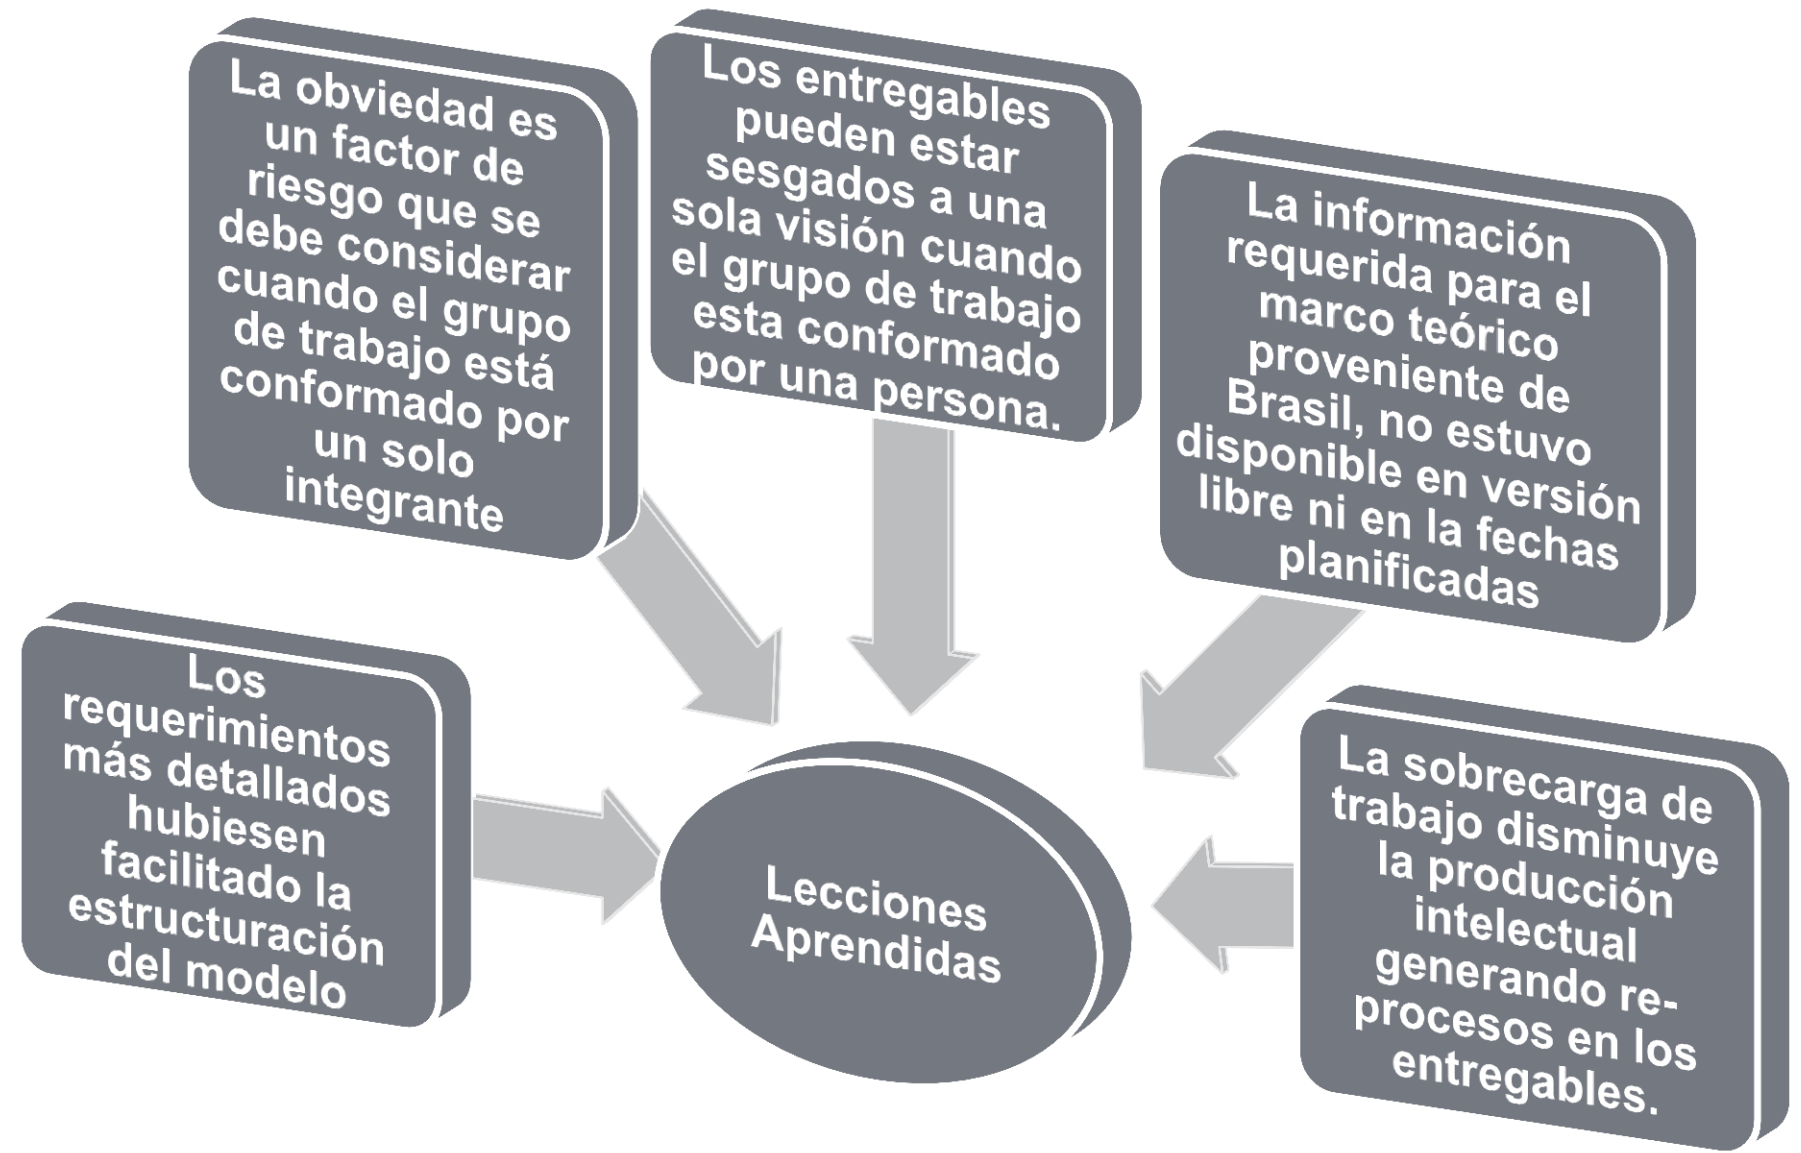 La obviedad es
un factor de
riesgo que se
debe considerar
cuando el grupo
de trabajo está
conformado por
un solo
integrante
Los entregables
pueden estar
sesgados a una
sola visión cuando
el grupo de trabajo
esta conformado
por una persona.
La información
requerida para el
marco teórico
proveniente de
Brasil, no estuvo
disponible en versión
libre ni en la fechas
planificadas
Los
requerimientos
más detallados
hubiesen
facilitado la
estructuración
del modelo
Lecciones
Aprendidas
La sobrecarga de
trabajo disminuye
la producción
intelectual
generando re-
procesos en los
entregables.